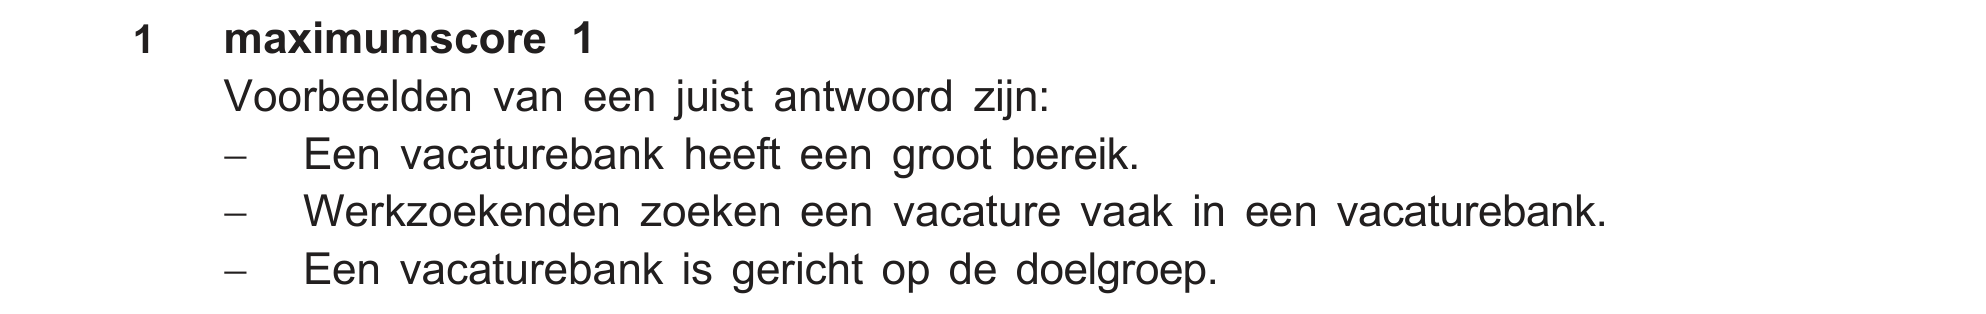 1 maximumscore 1
Voorbeelden van een juist antwoord zijn:
− Een vacaturebank heeft een groot bereik.
− Werkzoekenden zoeken een vacature vaak in een vacaturebank.
− Een vacaturebank is gericht op de doelgroep.